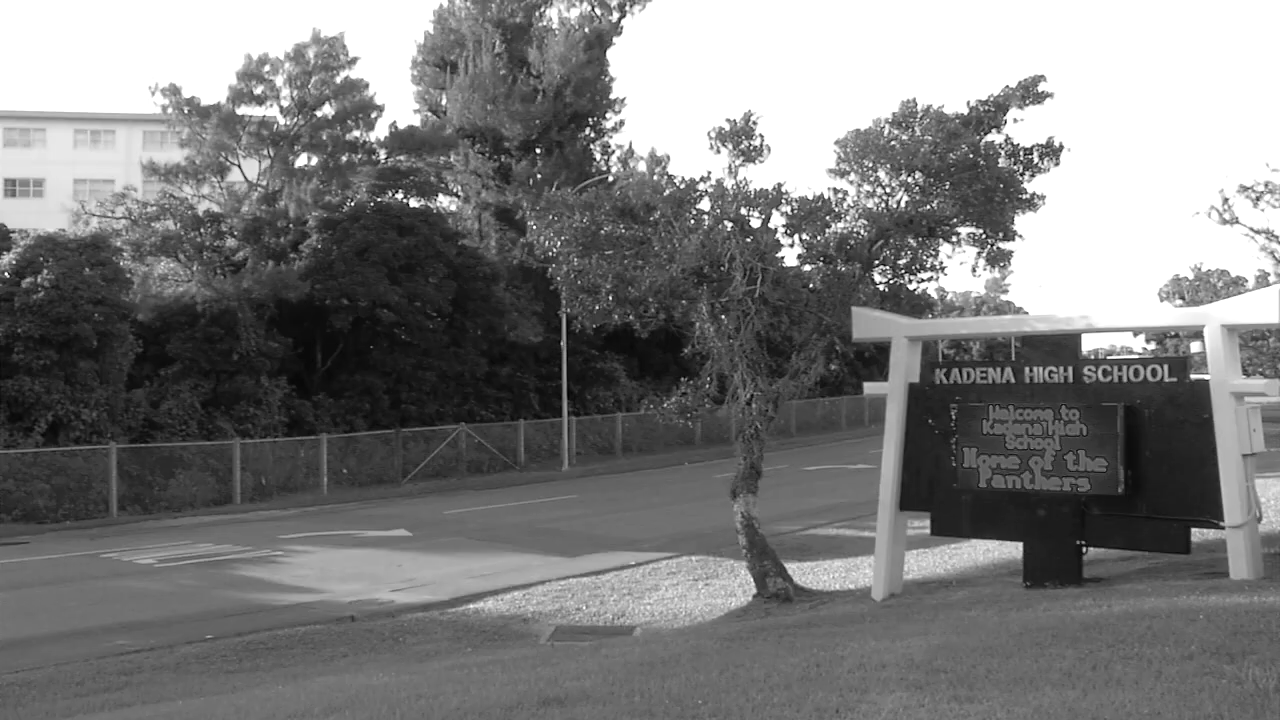 KADENA HIGH SCHOOL
Welcome to
Kadena High
School
Home of the
Panthers